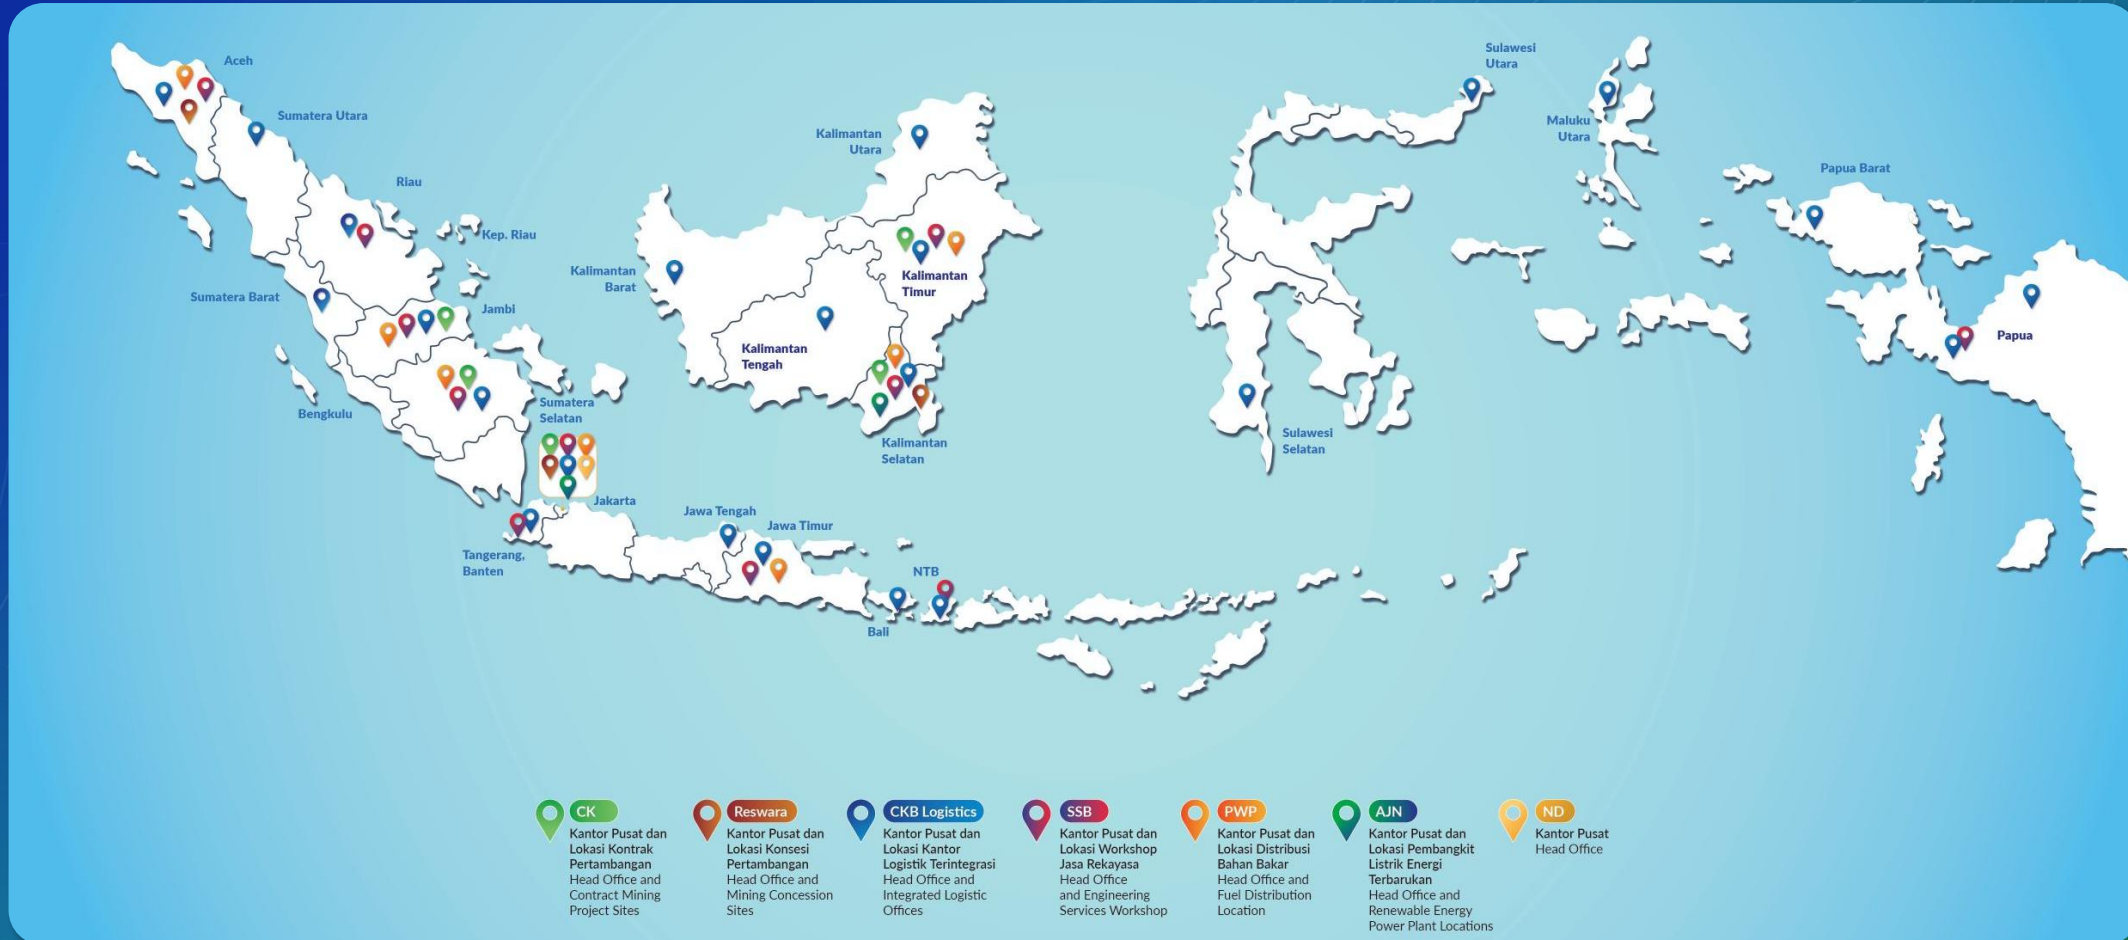 Aceh
Sumatera Utara
Riau
Kep. Riau
Sumatera Barat
Jambi
Bengkulu
Sumatera
Selatan
Jakarta
Tangerang,
Banten
Jawa Tengah
Jawa Timur
Bali
NTB
Kalimantan
Utara
Kalimantan
Barat
Kalimantan
Timur
Kalimantan
Tengah
Kalimantan
Selatan
Sulawesi
Utara
Sulawesi
Selatan
Maluku
Utara
Papua Barat
Papua
CK
Kantor Pusat dan
Lokasi Kontrak
Pertambangan
Head Office and
Contract Mining
Project Sites
Reswara
Kantor Pusat dan
Lokasi Konsesi
Pertambangan
Head Office and
Mining Concession
Sites
CKB Logistics
Kantor Pusat dan
Lokasi Kantor
Logistik Terintegrasi
Head Office and
Integrated Logistic
Offices
SSB
Kantor Pusat dan
Lokasi Workshop
Jasa Rekayasa
Head Office
and Engineering
Services Workshop
PWP
Kantor Pusat dan
Lokasi Distribusi
Bahan Bakar
Head Office and
Fuel Distribution
Location
AJN
Kantor Pusat dan
Lokasi Pembangkit
Listrik Energi
Terbarukan
Head Office and
Renewable Energy
Power Plant Locations
ND
Kantor Pusat
Head Office